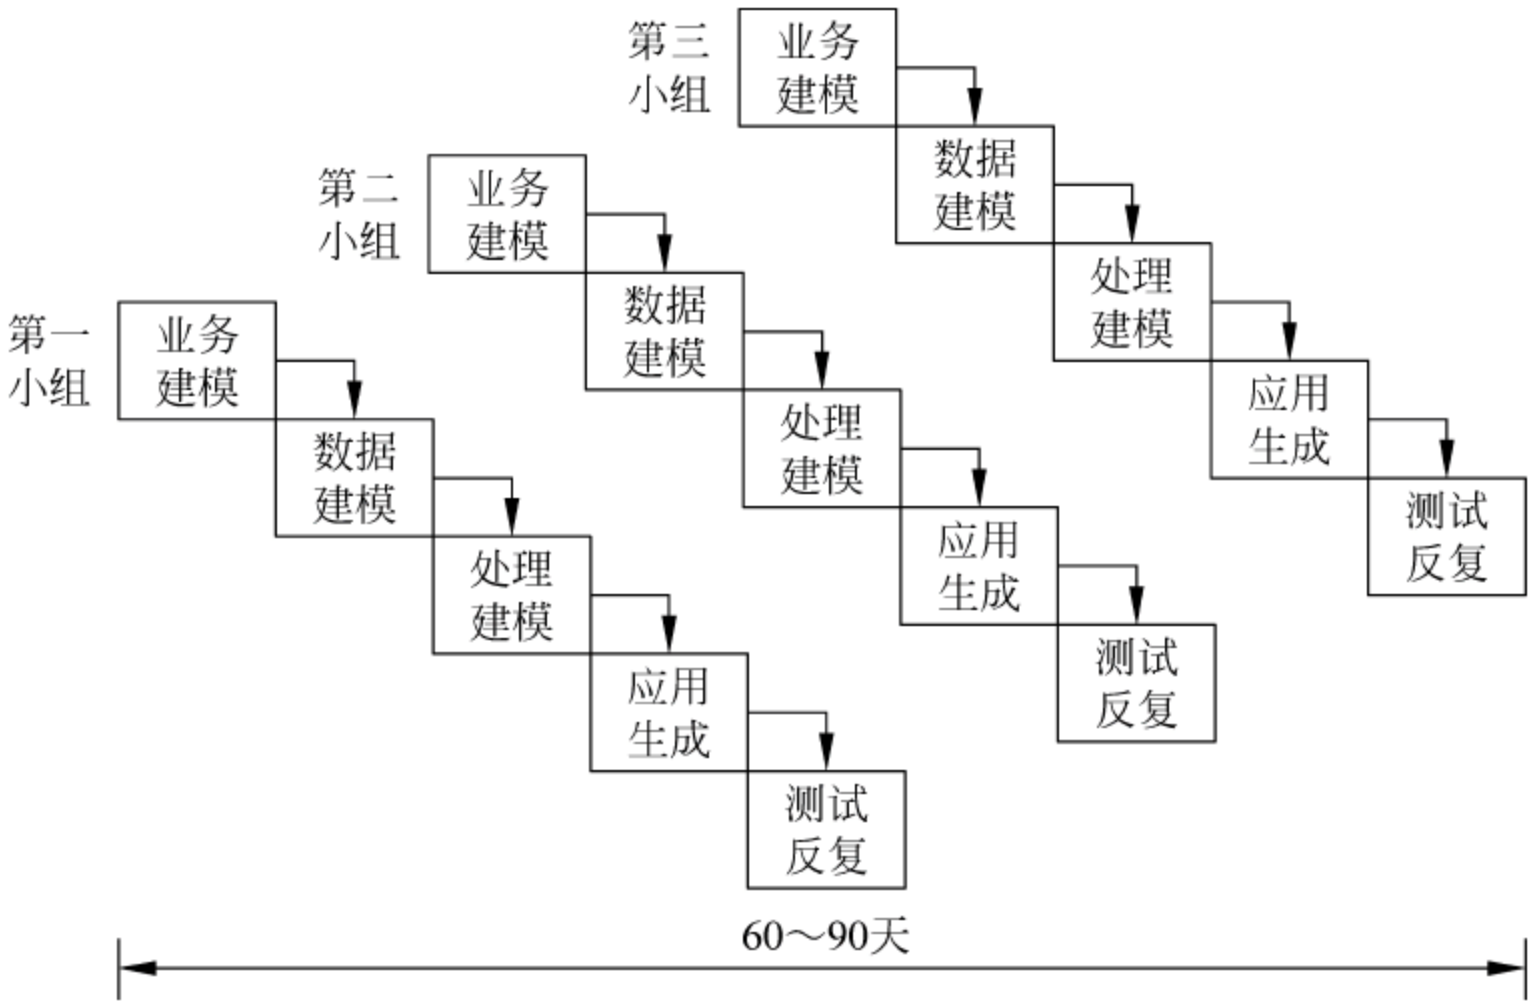 第三
小组
业务
建模
数据
建模
处理
建模
应用
生成
测试
反复
第二
小组
业务
建模
数据
建模
处理
建模
应用
生成
测试
反复
第一
小组
业务
建模
数据
建模
处理
建模
应用
生成
测试
反复
60～90天